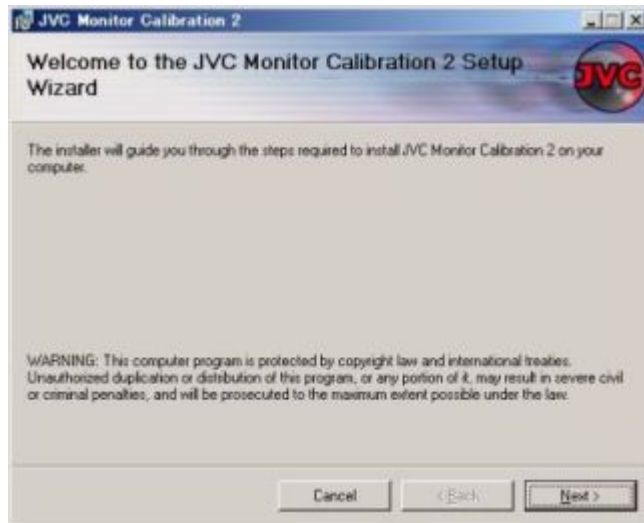 JVC Monitor Calibration 2
Welcome to the JVC Monitor Calibration 2 Setup
Wizard
JVC
The installer will guide you through the steps required to install JVC Monitor Calibration 2 on your
computer.
WARNING: This computer program is protected by copyright law and international treaties.
Unauthorized duplication or distribution of this program, or any portion of it, may result in severe civil
or criminal penalties, and will be prosecuted to the maximum extent possible under the law.
Cancel
< Back
Next >